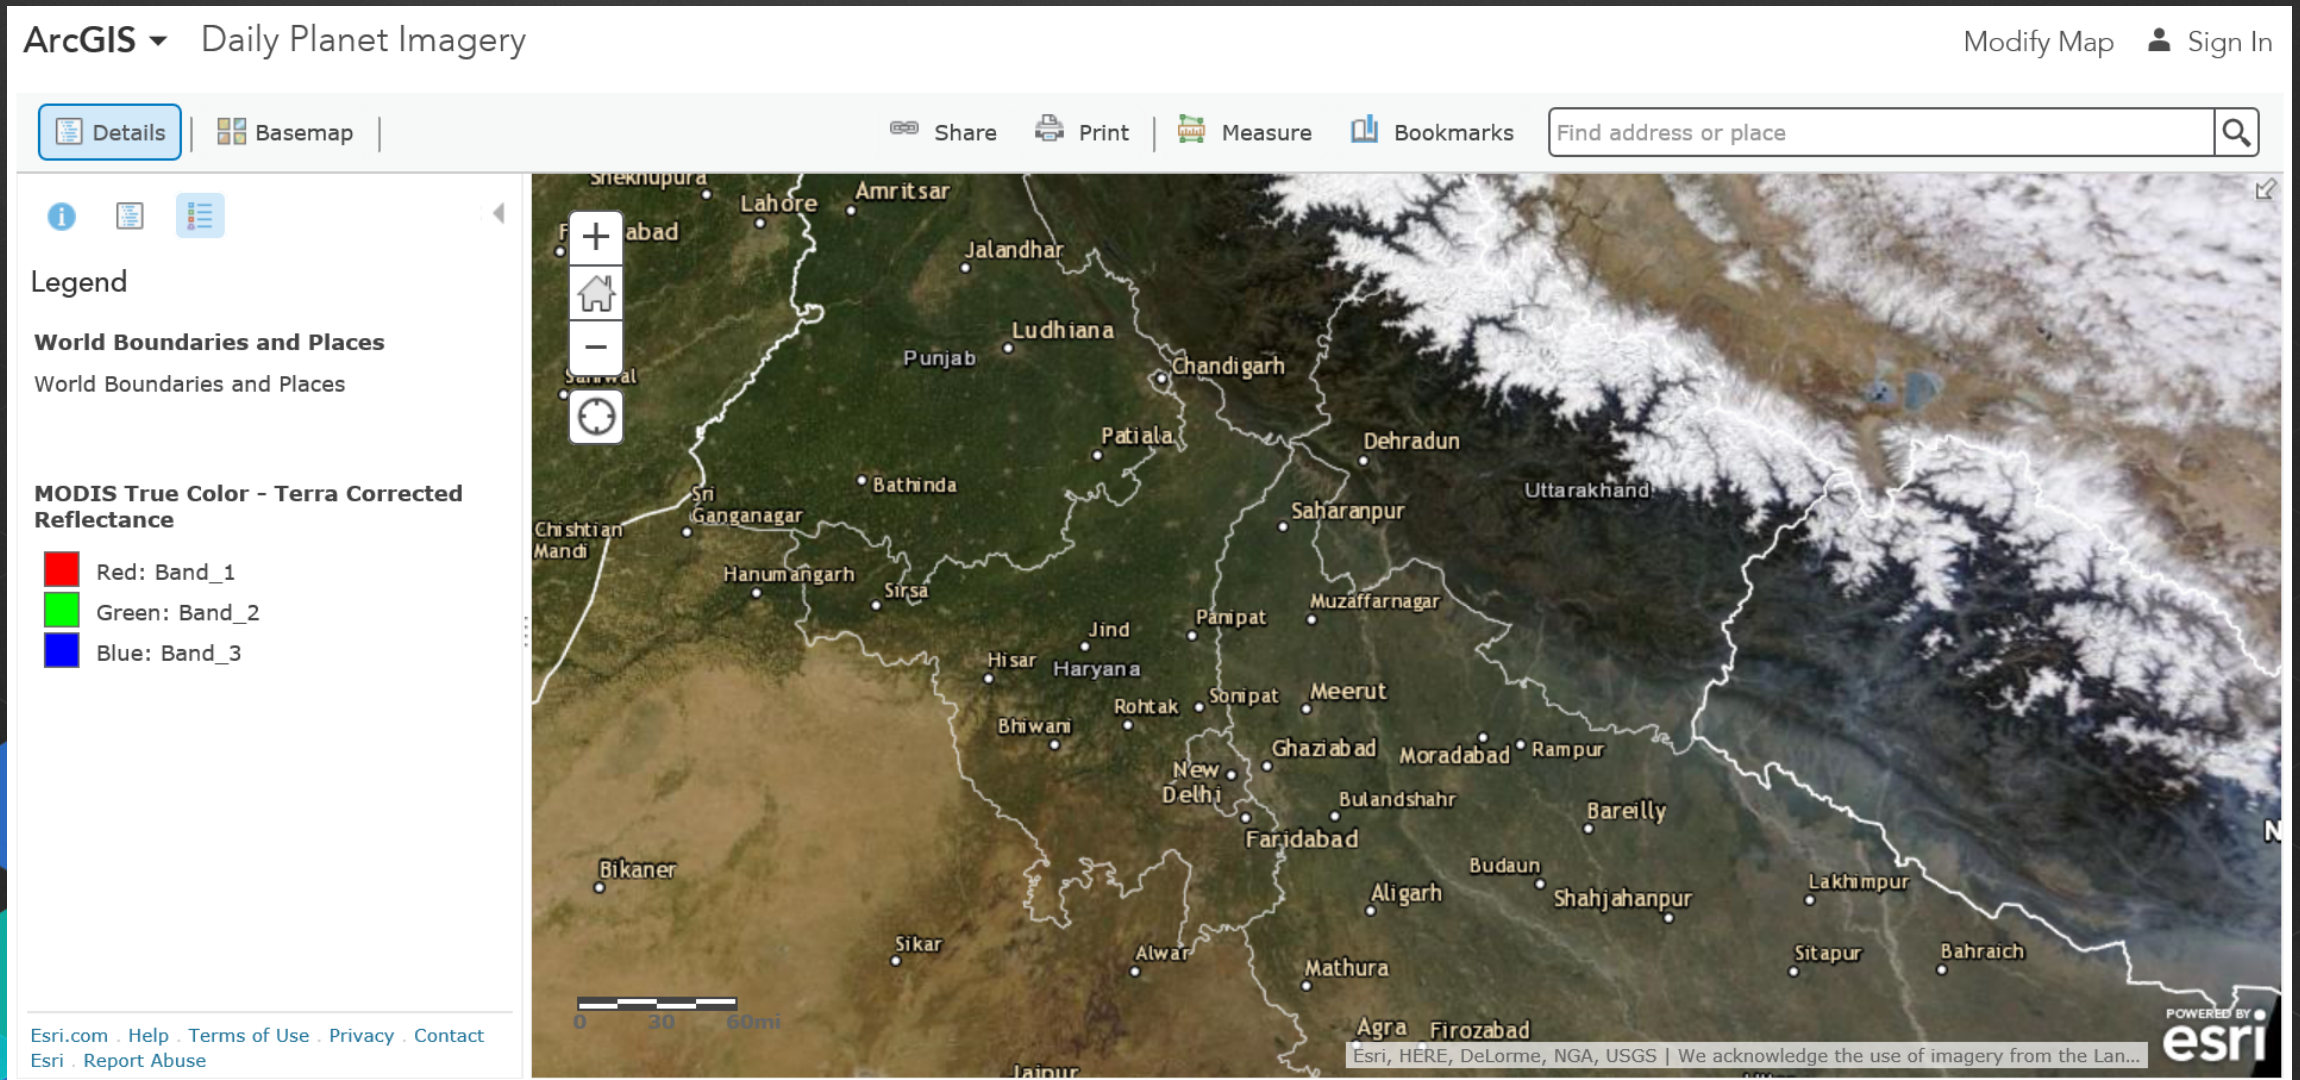 ArcGIS Daily Planet Imagery
Modify Map Sign In
Details Basemap
Share Print Measure Bookmarks Find address or place
Legend
World Boundaries and Places
World Boundaries and Places
MODIS True Color - Terra Corrected
Reflectance
Red: Band_1
Green: Band_2
Blue: Band_3
Esri.com . Help . Terms of Use . Privacy . Contact
Esri . Report Abuse
Sheikhupura
Lahore
Amritsar
abad
Jalandhar
Ludhiana
Punjab
Chandigarh
Patiala
Dehradun
Bathinda
Uttarakhand
Sri
Ganganagar
Saharanpur
Chishtian
Mandi
Hanumangarh
Sirsa
Muzaffarnagar
Panipat
Jind
Hisar
Haryana
Sonipat
Meerut
Rohtak
Bhiwani
Ghaziabad
Moradabad
Rampur
New
Delhi
Bulandshahr
Bareilly
Faridabad
Bikaner
Budaun
Aligarh
Shahjahanpur
Lakhimpur
Sikar
Alwar
Mathura
Sitapur
Bahraich
N
0 30 60mi
Agra
Firozabad
Jaipur
Esri, HERE, DeLorme, NGA, USGS | We acknowledge the use of imagery from the Lan...
POWERED BY
esri